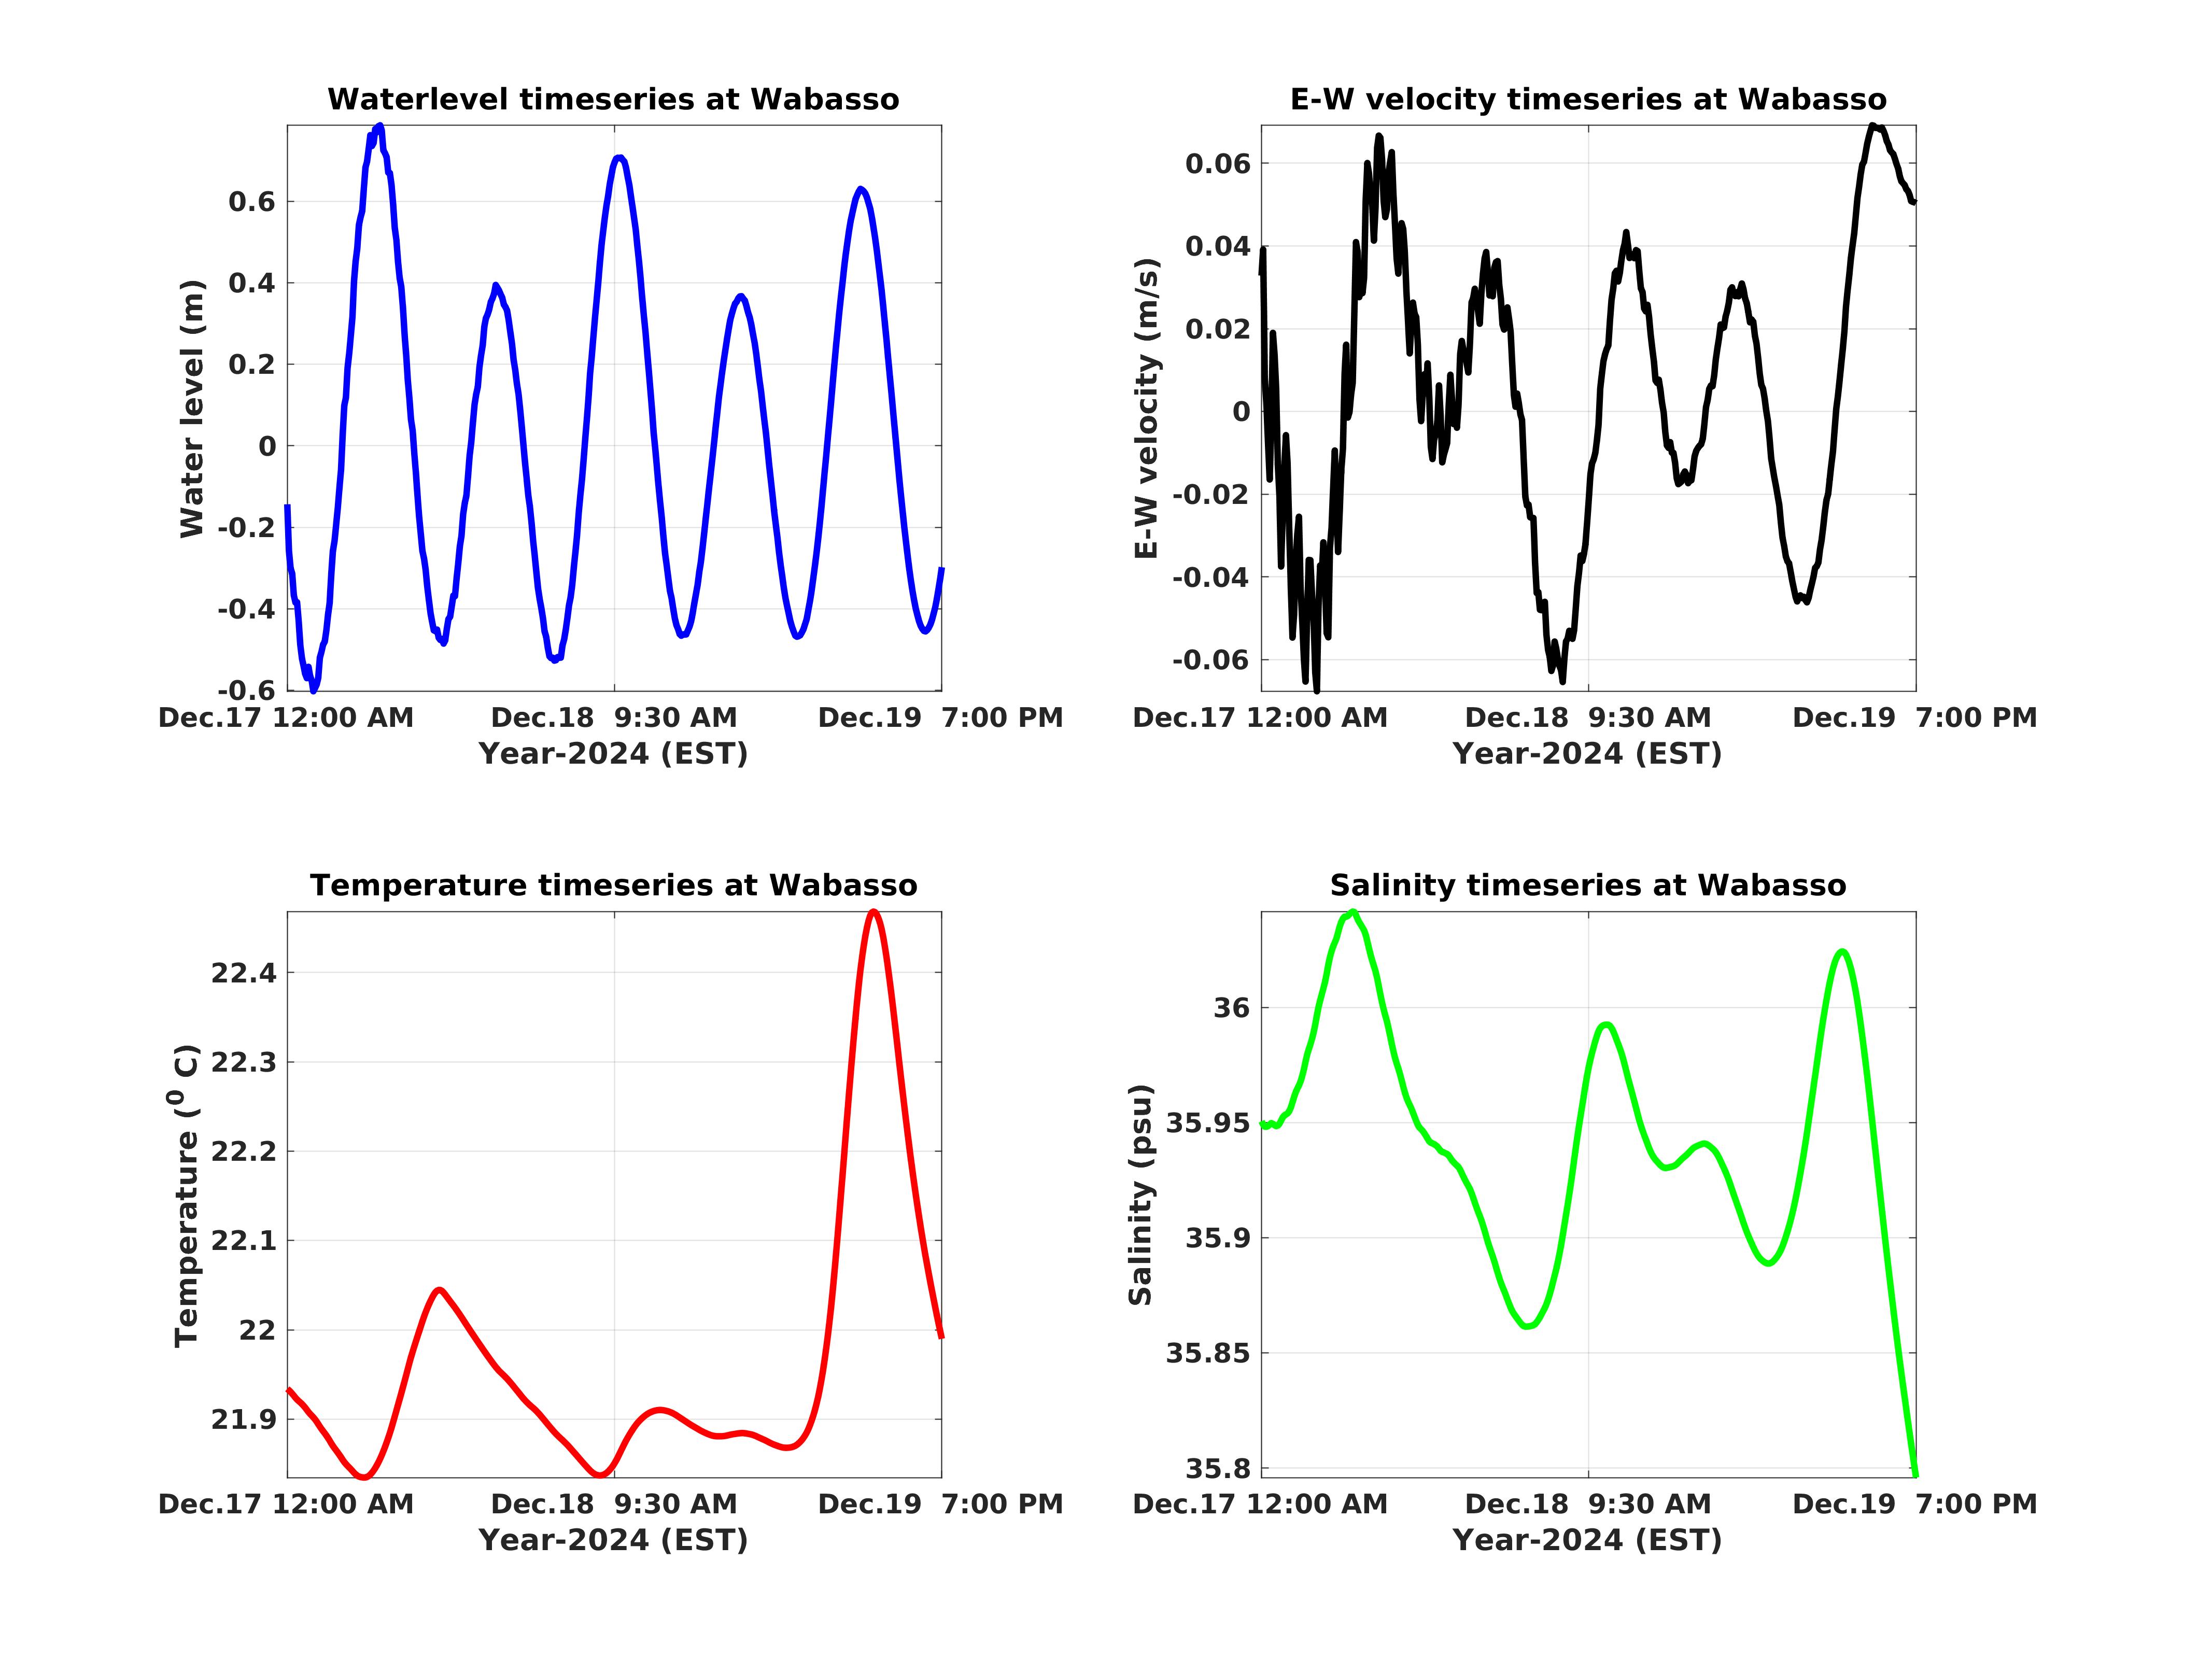 Waterlevel timeseries at Wabasso
Water level (m)
0.6
0.4
0.2
0
-0.2
-0.4
-0.6
Dec.17 12:00 AM Dec.18 9:30 AM Dec.19 7:00 PM
Year-2024 (EST)
E-W velocity timeseries at Wabasso
E-W velocity (m/s)
0.06
0.04
0.02
0
-0.02
-0.04
-0.06
Dec.17 12:00 AM Dec.18 9:30 AM Dec.19 7:00 PM
Year-2024 (EST)
Temperature timeseries at Wabasso
Temperature (⁰ C)
22.4
22.3
22.2
22.1
22
21.9
Dec.17 12:00 AM Dec.18 9:30 AM Dec.19 7:00 PM
Year-2024 (EST)
Salinity timeseries at Wabasso
Salinity (psu)
36
35.95
35.9
35.85
35.8
Dec.17 12:00 AM Dec.18 9:30 AM Dec.19 7:00 PM
Year-2024 (EST)